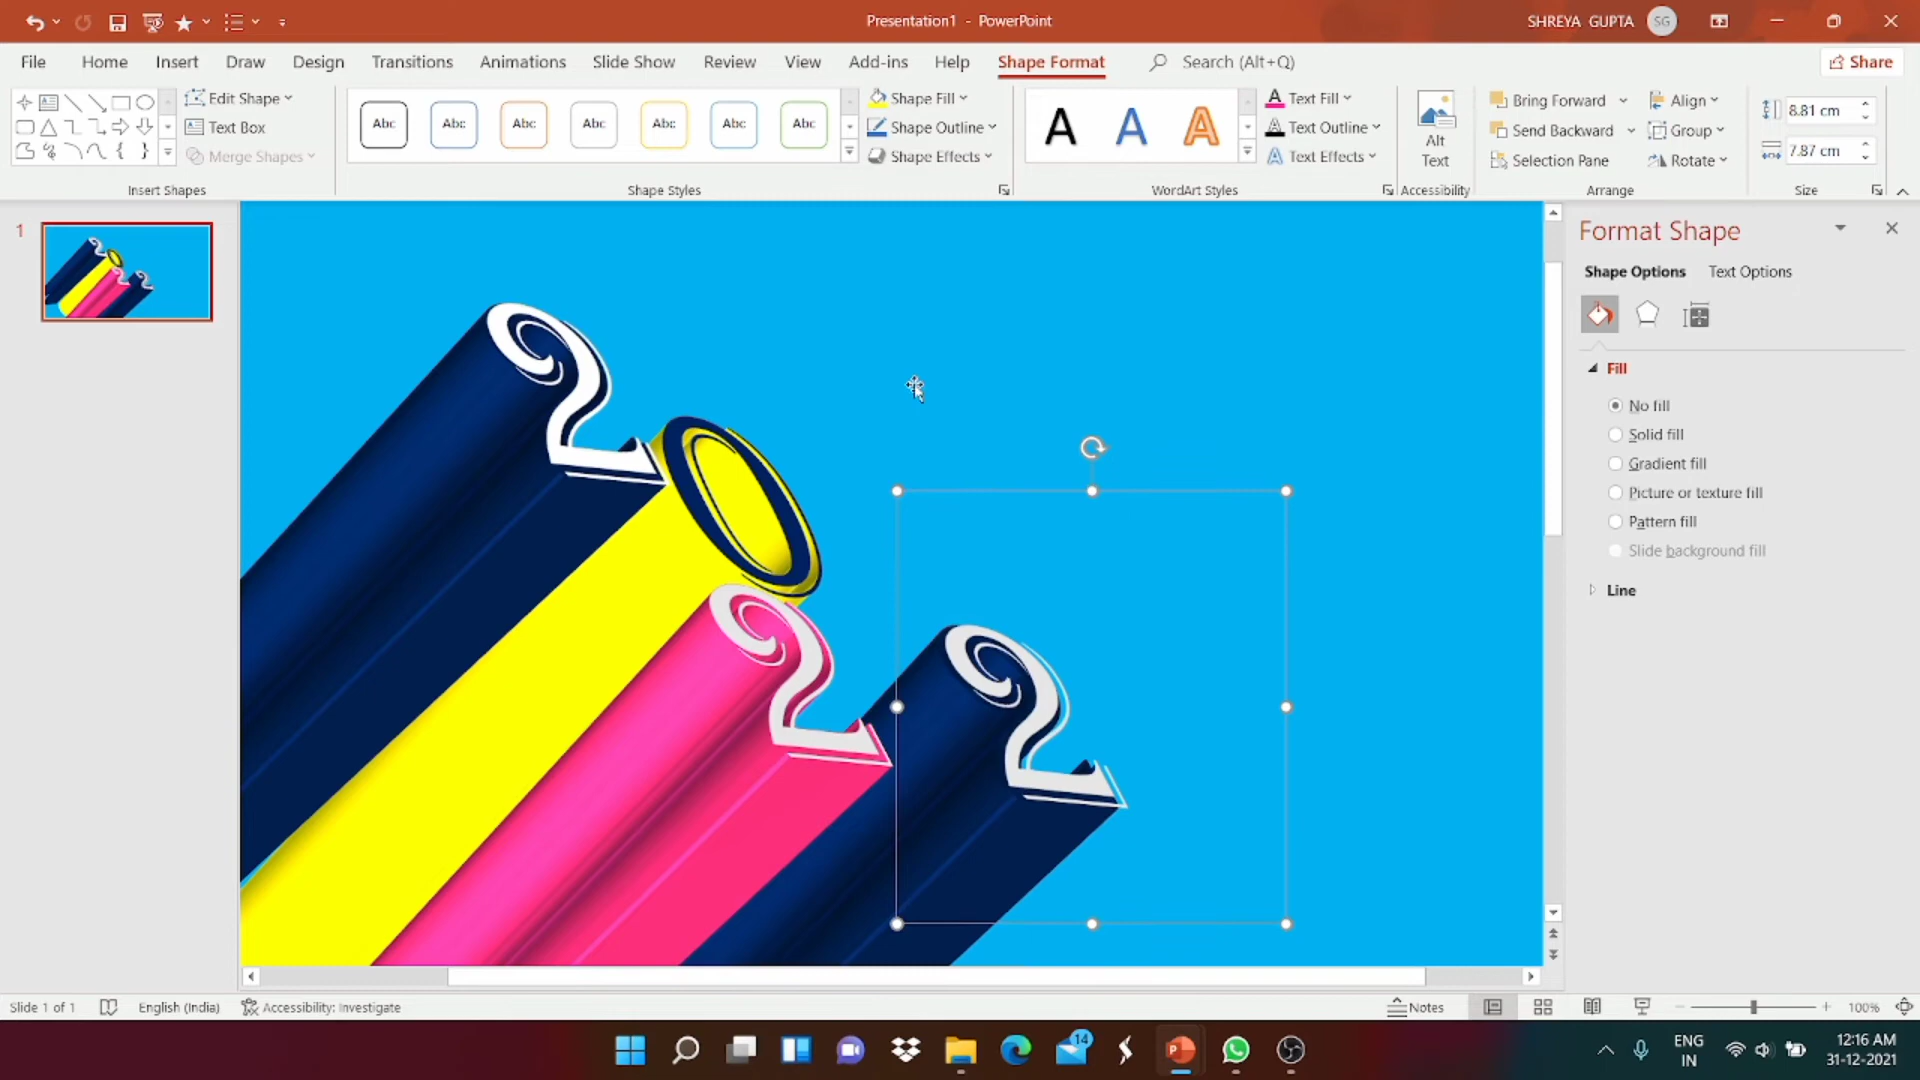 Presentation1 - PowerPoint
SHREYA GUPTA
SG
File Home Insert Draw Design Transitions Animations Slide Show Review View Add-ins Help Shape Format Search (Alt+Q) Share
Edit Shape
Text Box
Merge Shapes
Insert Shapes
Abc Abc Abc Abc Abc Abc Abc
Shape Fill
Shape Outline
Shape Effects
Shape Styles
A A A
Text Fill
Text Outline
Text Effects
WordArt Styles
Alt
Text
Accessibility
Bring Forward
Send Backward
Selection Pane
Align
Group
Rotate
Arrange
8.81 cm
7.87 cm
Size
1
2
0
2
2
Format Shape
Shape Options Text Options
Fill
No fill
Solid fill
Gradient fill
Picture or texture fill
Pattern fill
Slide background fill
Line
Slide 1 of 1 English (India) Accessibility: Investigate Notes 100%
14
ENG
IN
12:16 AM
31-12-2021